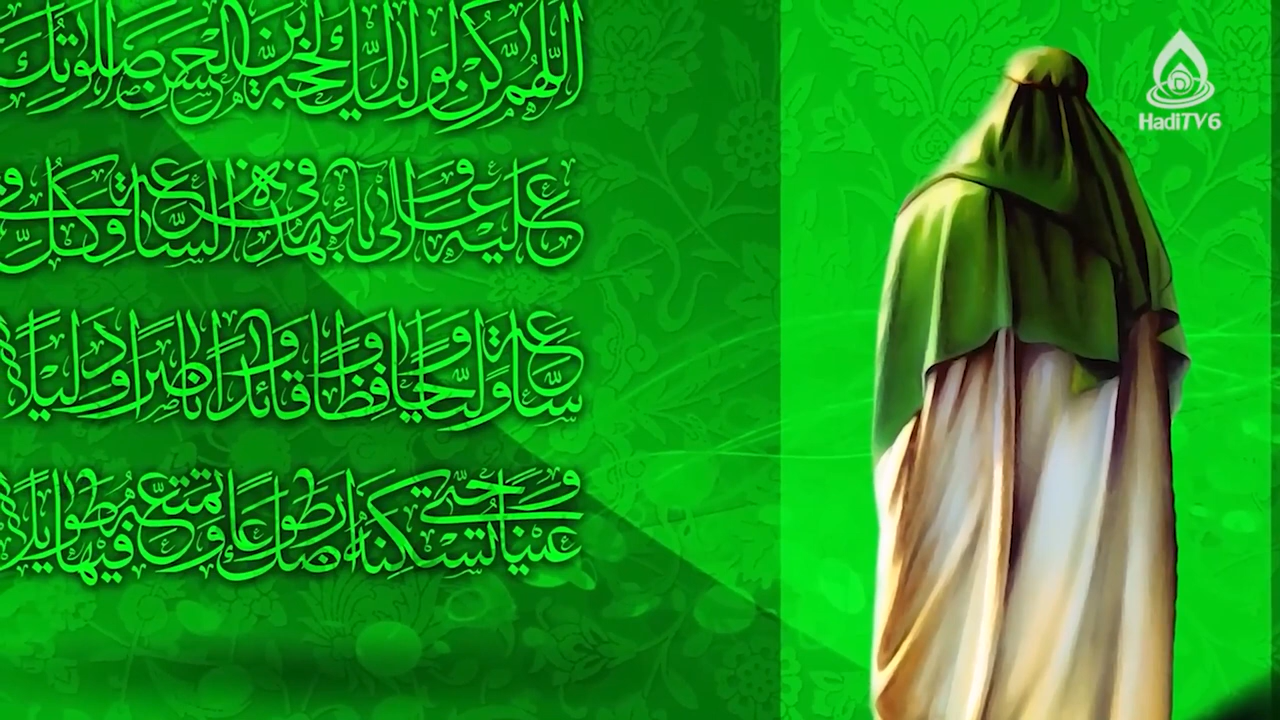 اللهم كن لوليك الحجة بن الحسن صلواتك
عليه وعلى آبائه في هذه الساعة وفي كل
ساعة وليا وحافظا وقائدا وناصرا ودليلا
وعينا حتى تسكنه أرضك طوعا وتمتعه فيها طويلا
HadiTV6